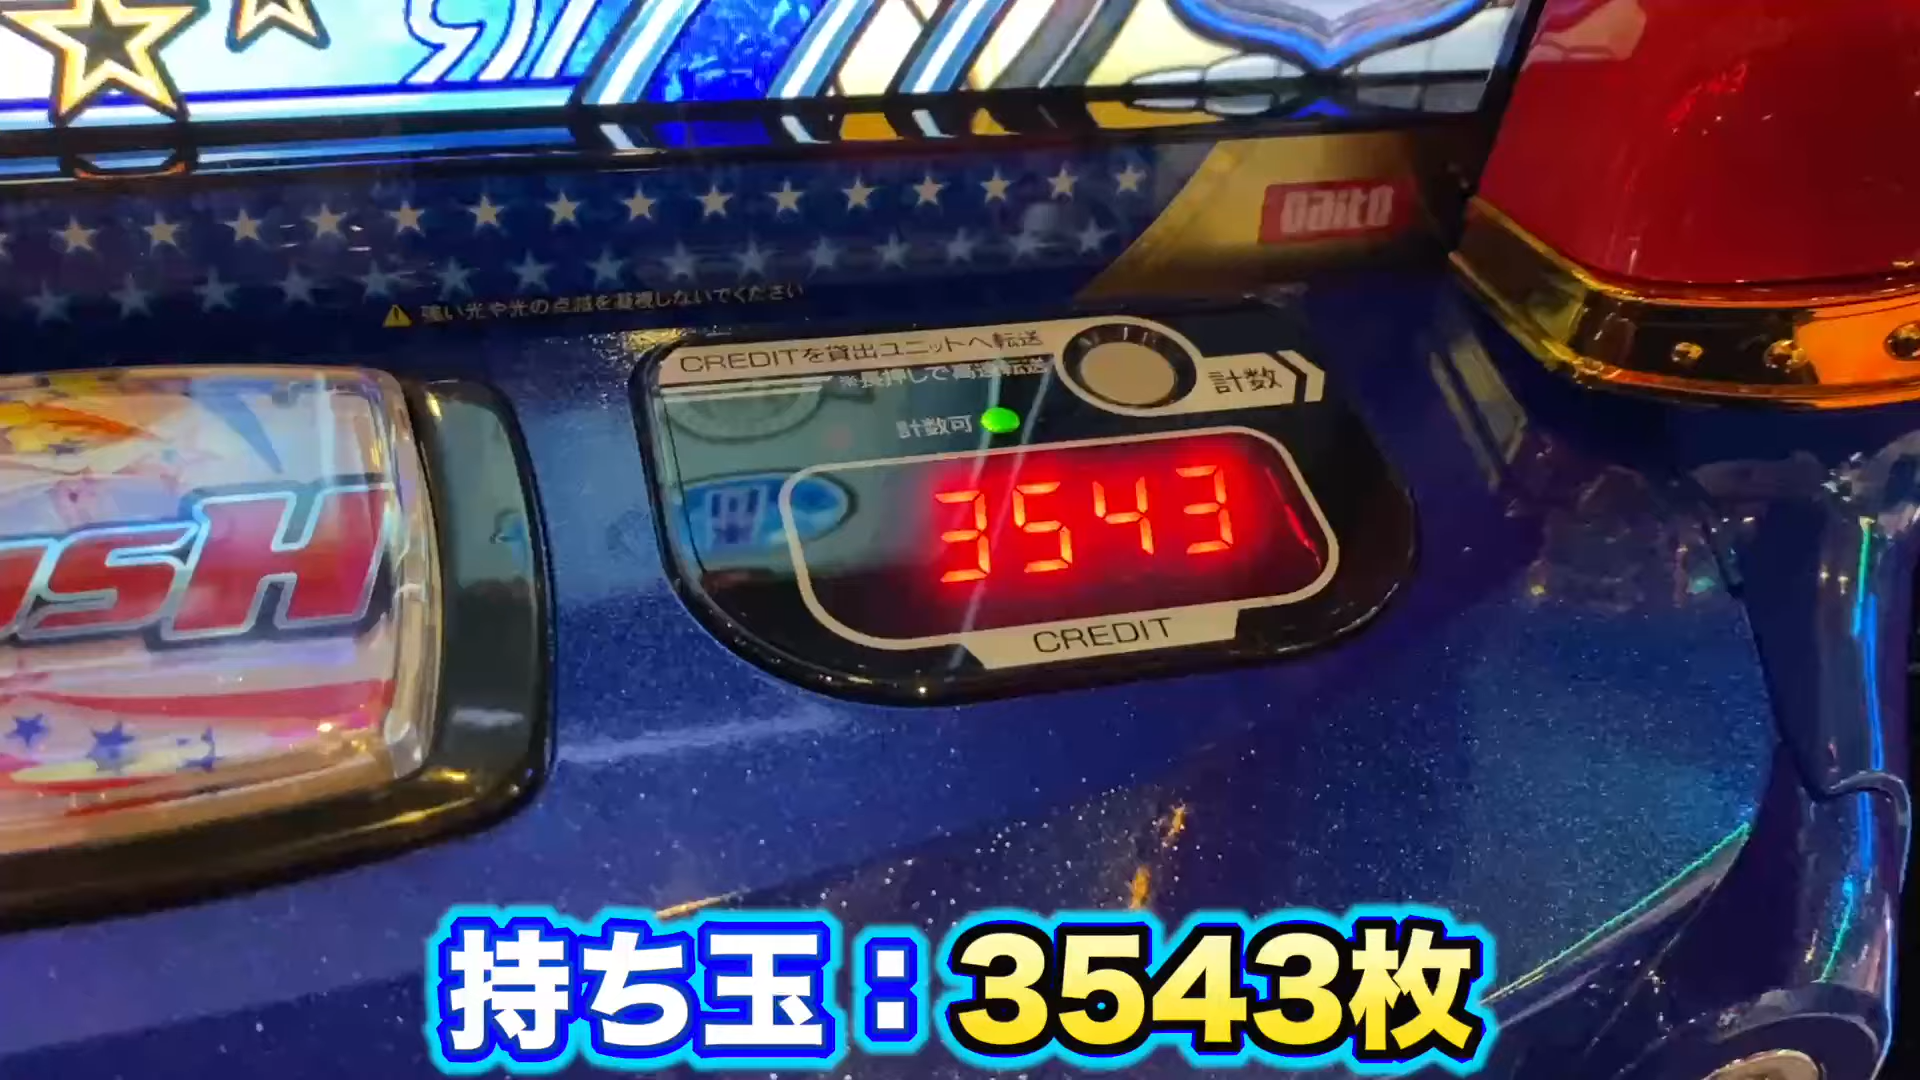 Daito
⚠ 強い光や光の点滅を凝視しないでください
CREDITを貸出ユニットへ転送
※長押しで高速転送
計数
計数可
3543
CREDIT
usH
持ち玉：3543枚